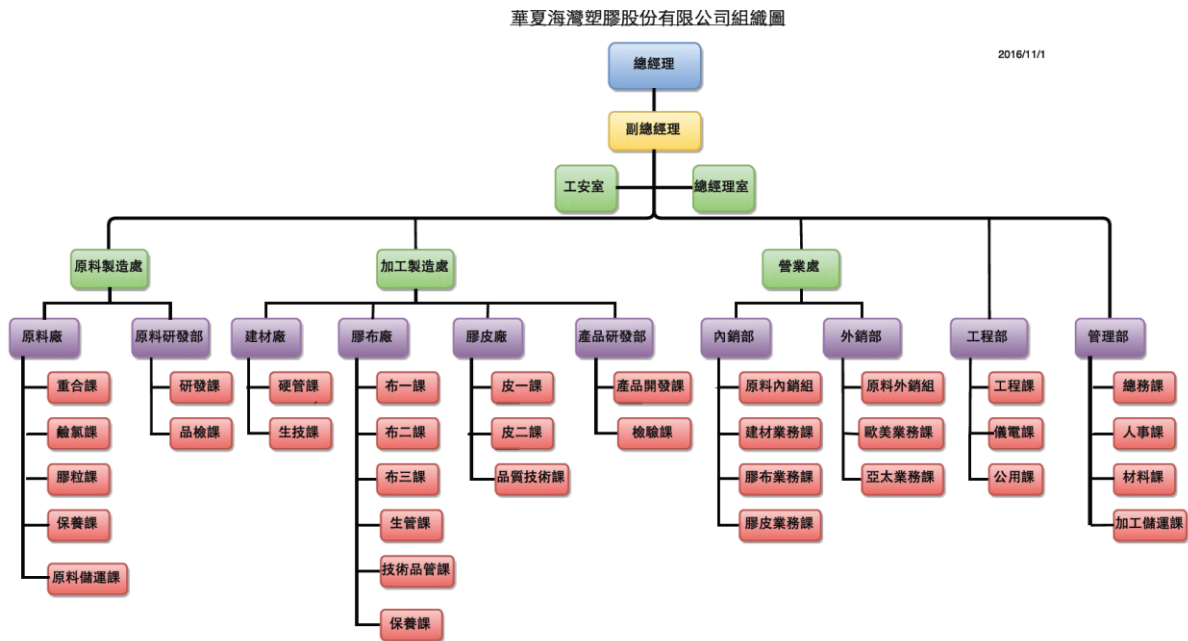 華夏海灣塑膠股份有限公司組織圖
2016/11/1
總經理
副總經理
工安室
總經理室
原料製造處
加工製造處
營業處
原料廠
原料研發部
建材廠
膠布廠
膠皮廠
產品研發部
內銷部
外銷部
工程部
管理部
重合課
鹼氯課
膠粒課
保養課
原料儲運課
研發課
品檢課
硬管課
生技課
布一課
布二課
布三課
生管課
技術品管課
保養課
皮一課
皮二課
品質技術課
產品開發課
檢驗課
原料內銷組
建材業務課
膠布業務課
膠皮業務課
原料外銷組
歐美業務課
亞太業務課
工程課
儀電課
公用課
總務課
人事課
材料課
加工儲運課